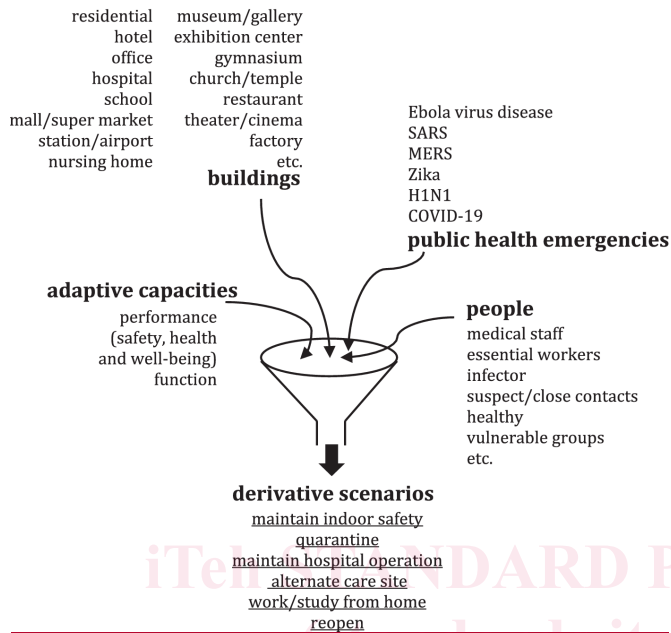 residential
hotel
office
hospital
school
mall/super market
station/airport
nursing home
museum/gallery
exhibition center
gymnasium
church/temple
restaurant
theater/cinema
factory
etc.
buildings
Ebola virus disease
SARS
MERS
Zika
H1N1
COVID-19
public health emergencies
adaptive capacities
performance
(safety, health
and well-being)
function
people
medical staff
essential workers
infector
suspect/close contacts
healthy
vulnerable groups
etc.
derivative scenarios
maintain indoor safety
quarantine
maintain hospital operation
alternate care site
work/study from home
reopen
iTeh STANDARD P